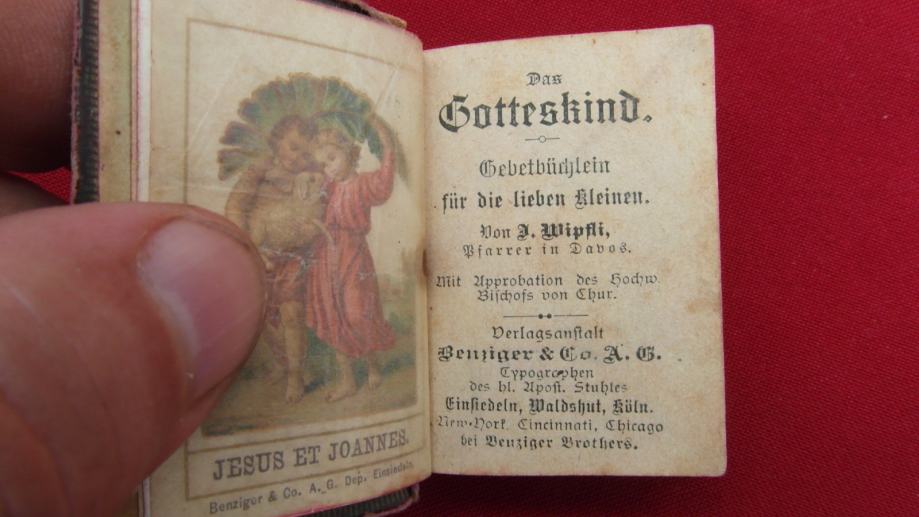 JESUS ET JOANNES.
Benziger & Co. A. G. Dep. Einsiedeln
Das
Gotteskind.
Gebetbüchlein
für die lieben Kleinen.
Von J. Wipfli,
Pfarrer in Davos.
Mit Approbation des Hochw.
Bischofs von Chur.
Verlagsanstalt
Benziger & Co. A. G.
Typographen
des hl. Apost. Stuhles
Einsiedeln, Waldshut, Köln.
New-York, Cincinnati, Chicago
bei Benziger Brothers.